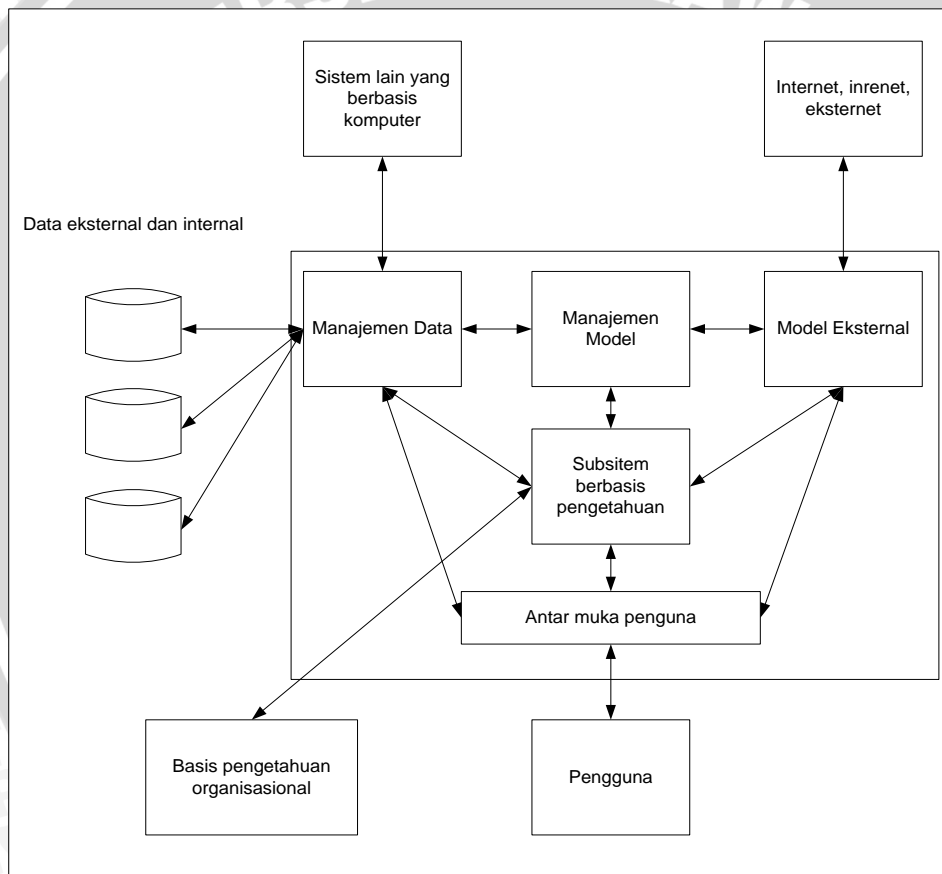 Sistem lain yang
berbasis
komputer
Internet, inrenet,
eksternet
Data eksternal dan internal
Manajemen Data
Manajemen
Model
Model Eksternal
Subsitem
berbasis
pengetahuan
Antar muka penguna
Basis pengetahuan
organisasional
Pengguna